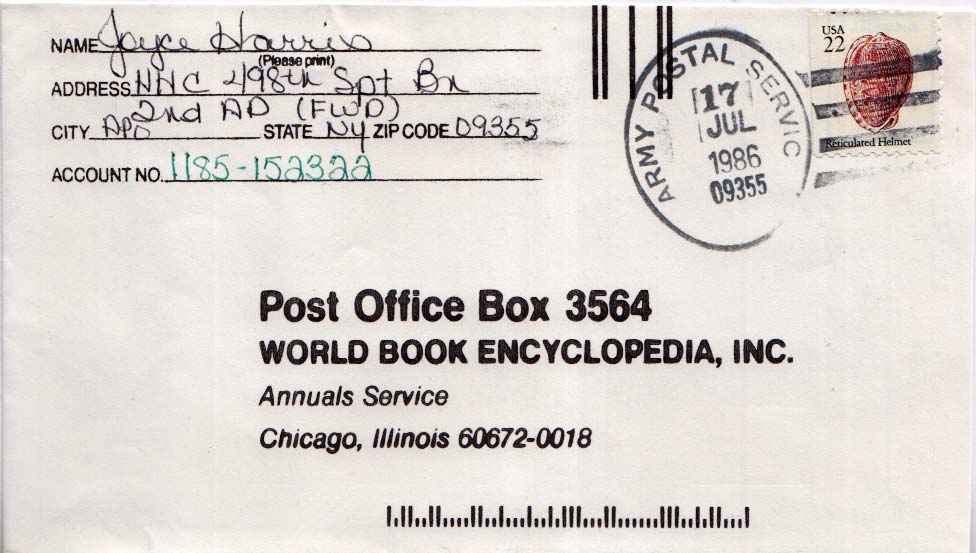 NAME Joyce Harris
(Please print)
ADDRESS HHC 498th Spt Bn
2nd AD (FWD)
CITY APO STATE NY ZIP CODE 09355
ACCOUNT NO. 1185-152322
ARMY POSTAL SERVIC
17
JUL
1986
09355
USA
22
Reticulated Helmet
Post Office Box 3564
WORLD BOOK ENCYCLOPEDIA, INC.
Annuals Service
Chicago, Illinois 60672-0018